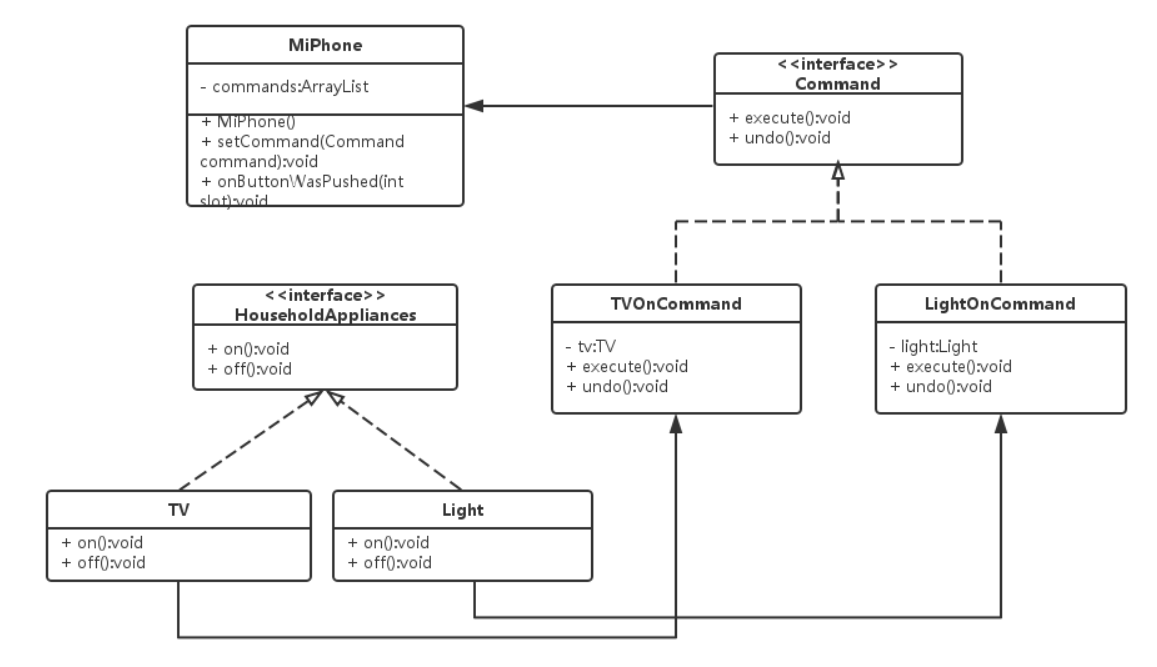 MiPhone
- commands:ArrayList
+ MiPhone()
+ setCommand(Command
command):void
+ onButtonWasPushed(int
slot):void
<<interface>>
Command
+ execute():void
+ undo():void
<<interface>>
HouseholdAppliances
+ on():void
+ off():void
TVOnCommand
- tv:TV
+ execute():void
+ undo():void
LightOnCommand
- light:Light
+ execute():void
+ undo():void
TV
+ on():void
+ off():void
Light
+ on():void
+ off():void